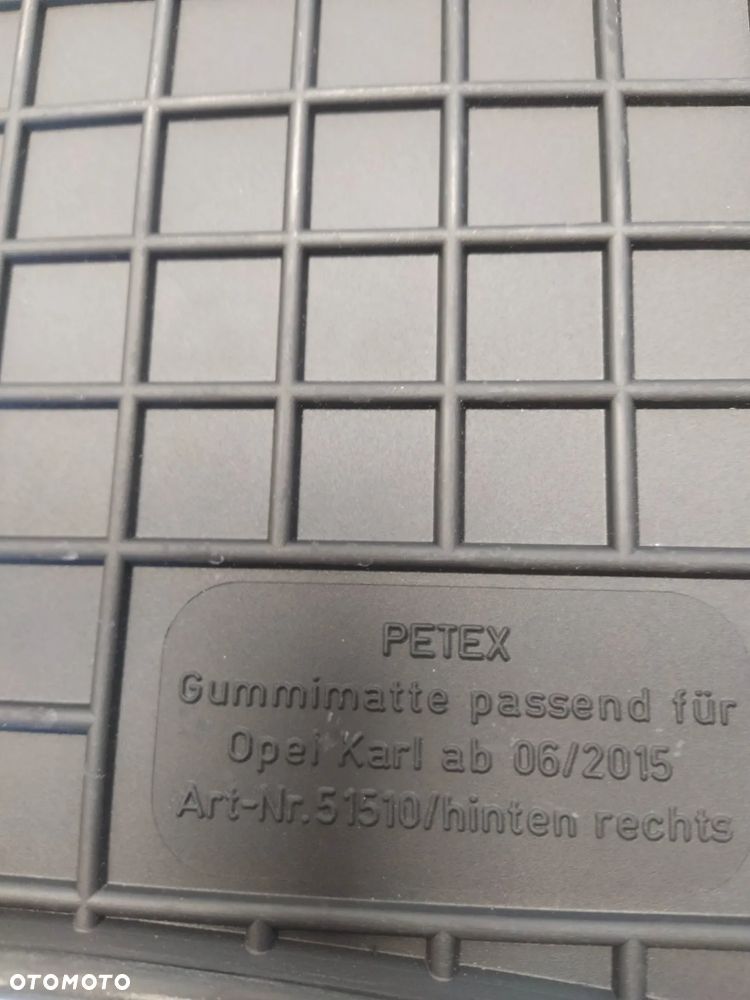 PETEX
Gummimatte passend für
Opel Karl ab 06/2015
Art-Nr.51510/hinten rechts
OTOMOTO